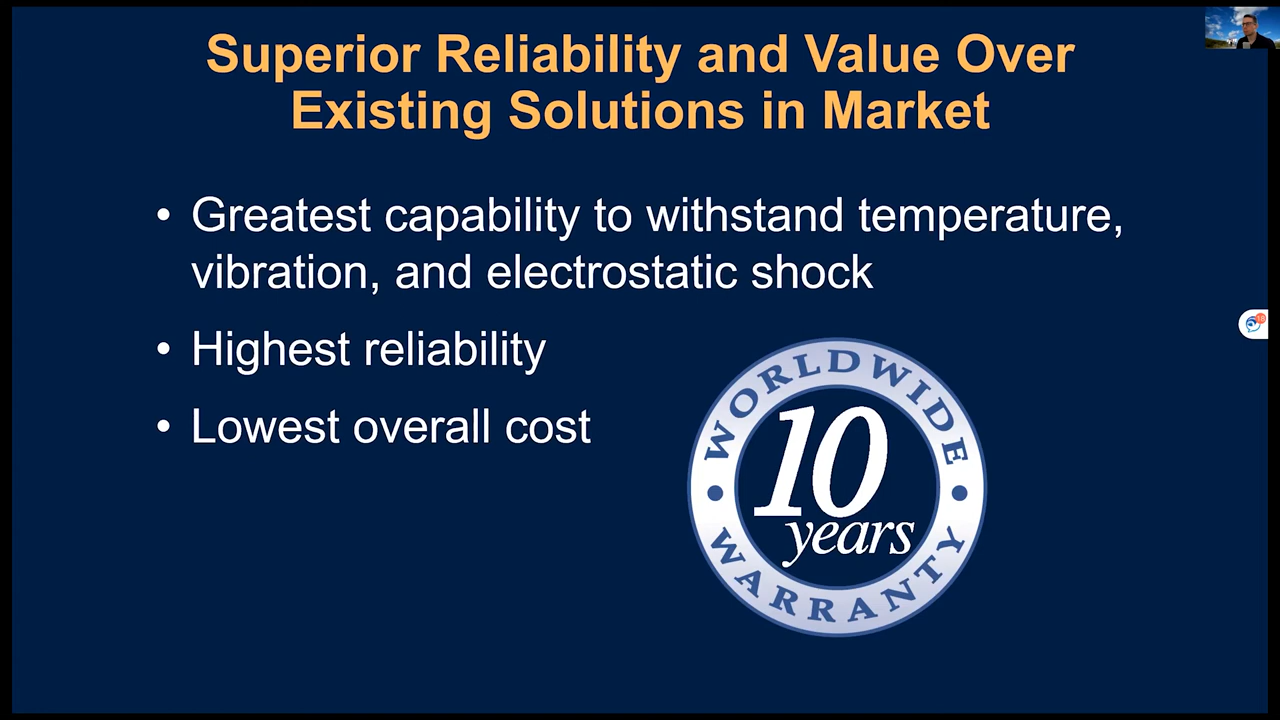 Superior Reliability and Value Over
Existing Solutions in Market
• Greatest capability to withstand temperature,
vibration, and electrostatic shock
• Highest reliability
• Lowest overall cost
WORLDWIDE
10
years
WARRANTY